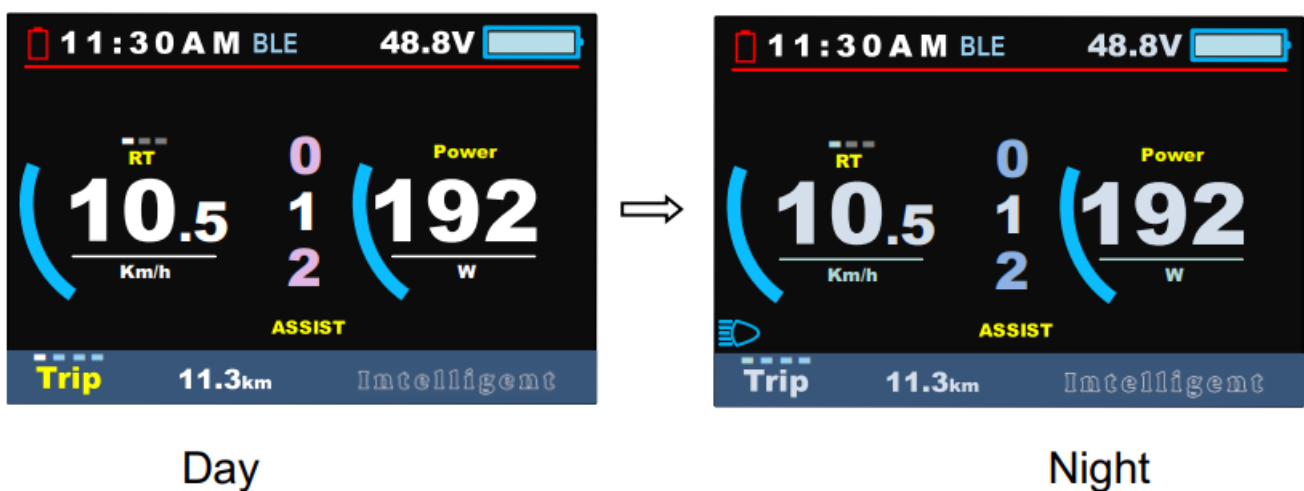 11:30AM BLE 48.8V
RT
0
Power
10.5
1
192
Km/h
2
W
ASSIST
Trip 11.3km Intelligent
11:30AM BLE 48.8V
RT
0
Power
10.5
1
192
Km/h
2
W
ASSIST
Trip 11.3km Intelligent
Day
Night